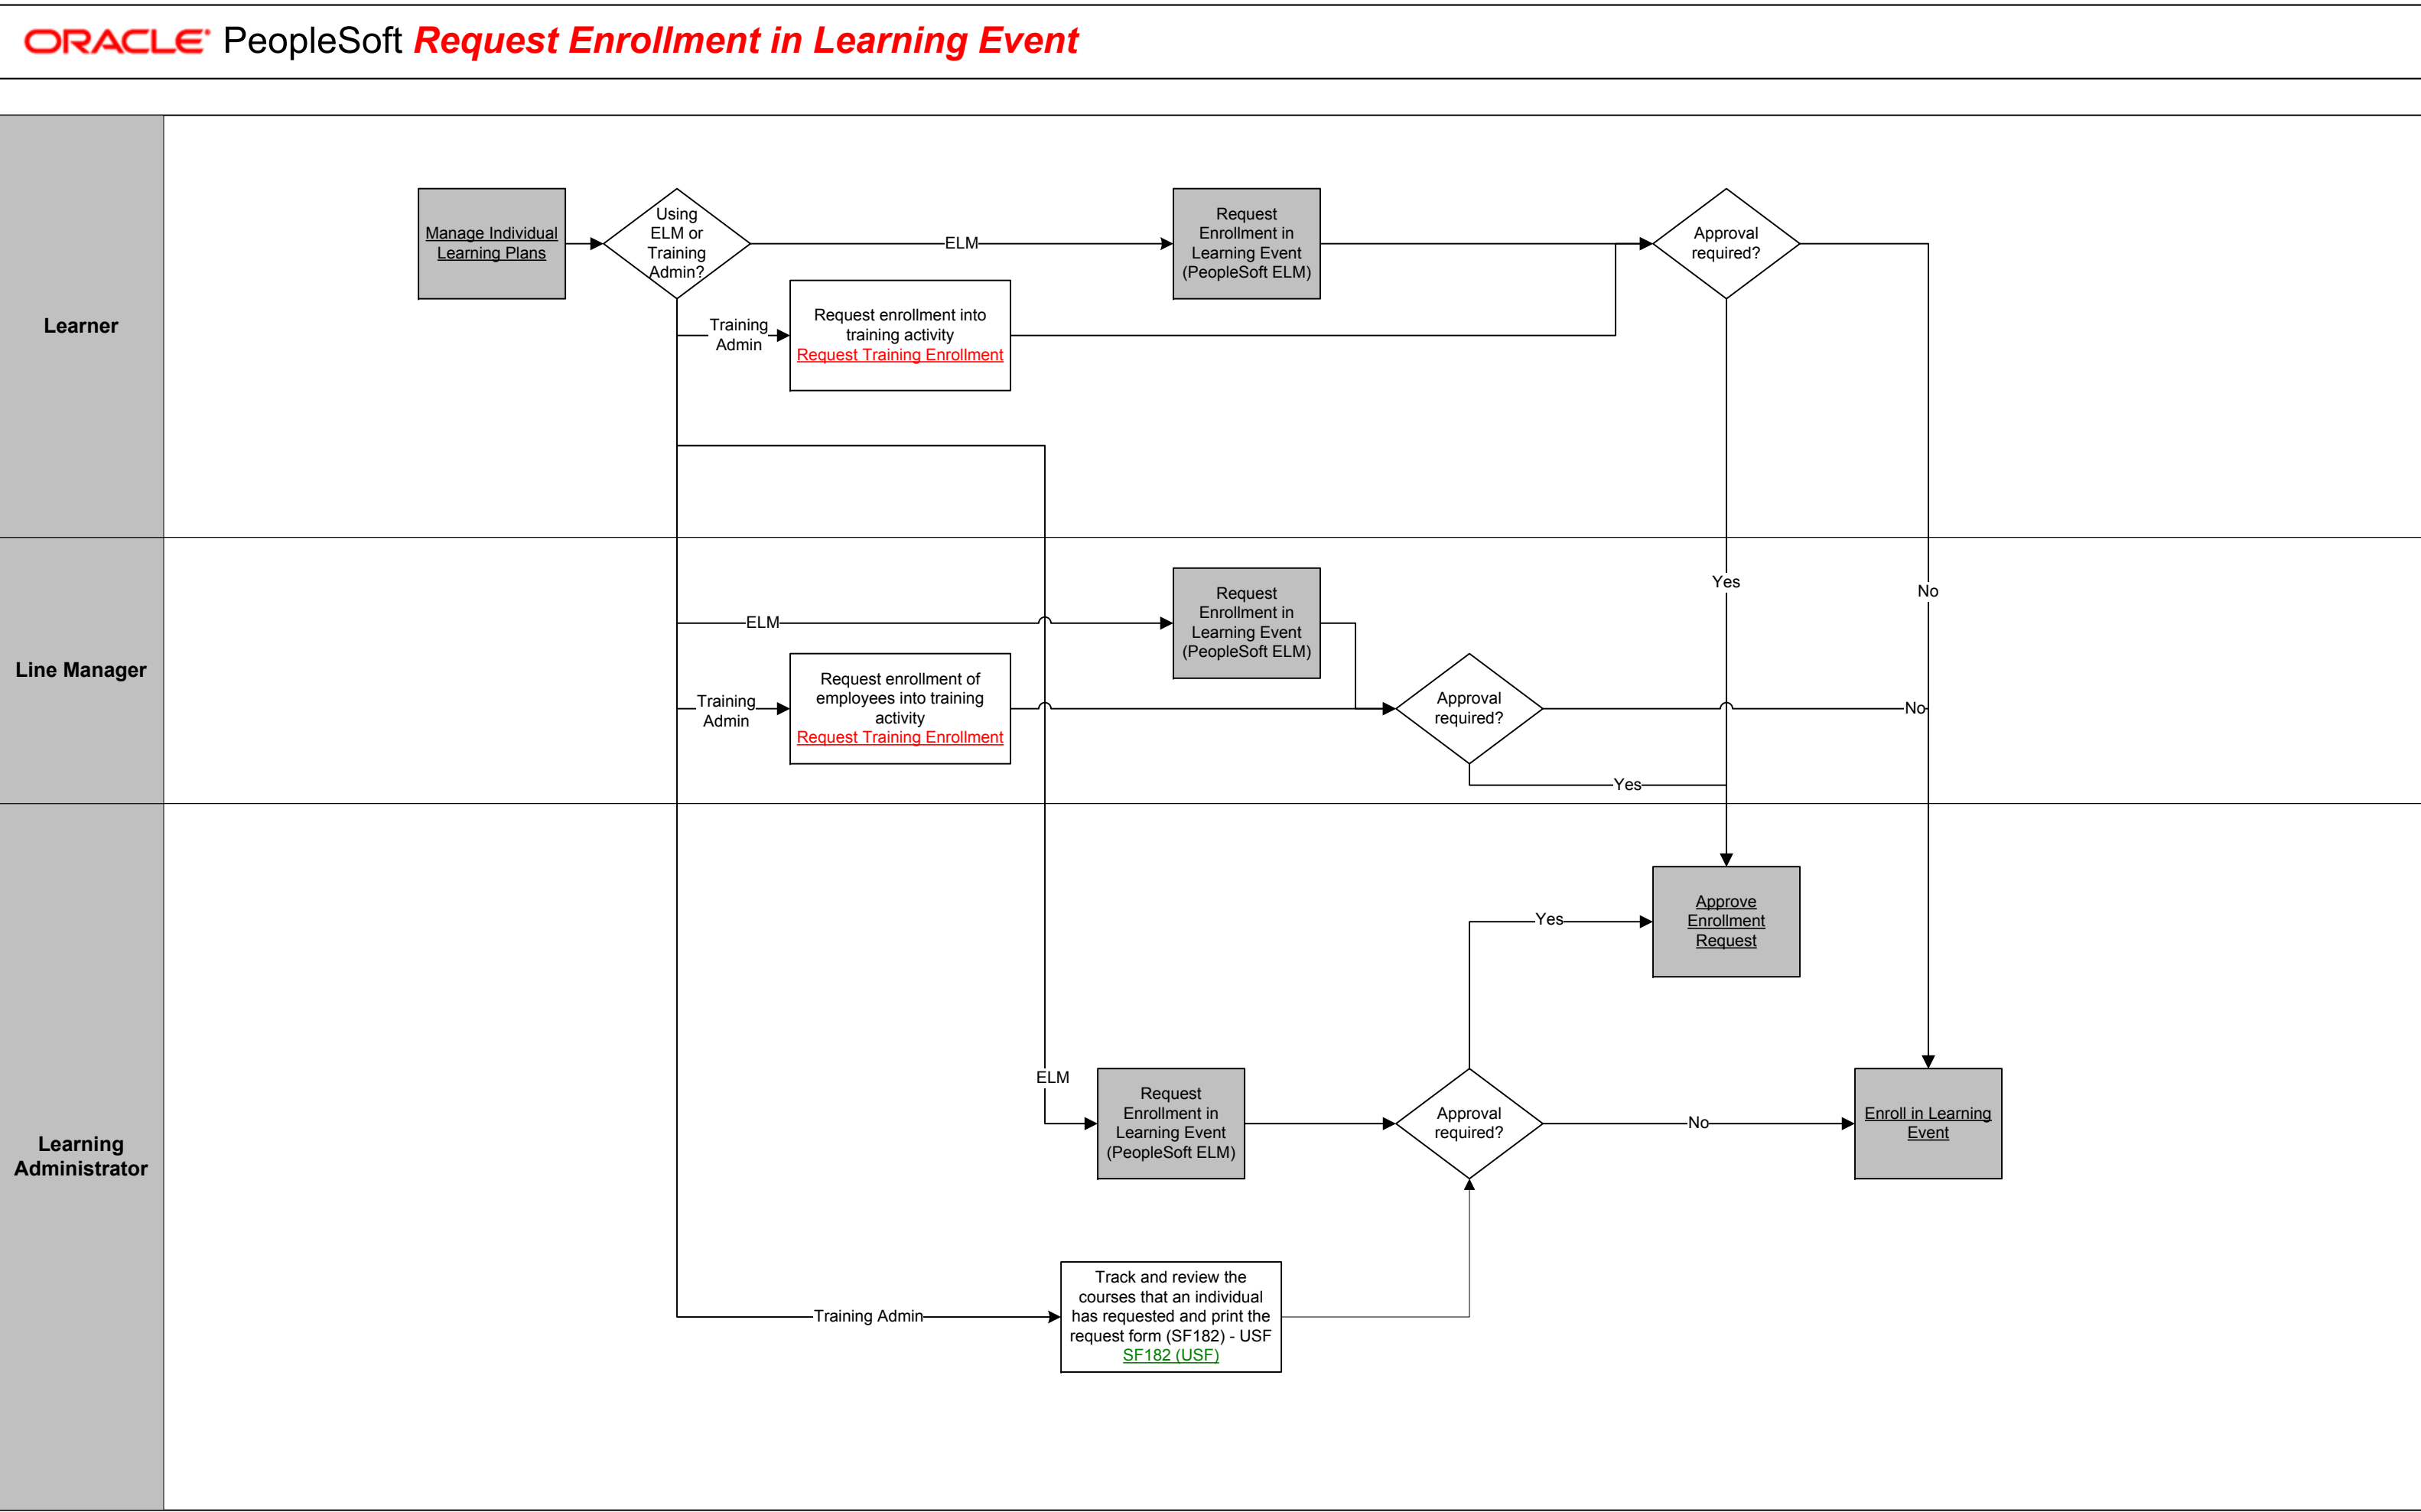 ORACLE PeopleSoft Request Enrollment in Learning Event
Learner
Manage Individual
Learning Plans
Using
ELM or
Training
Admin?
ELM
Request
Enrollment in
Learning Event
(PeopleSoft ELM)
Approval
required?
Training
Admin
Request enrollment into
training activity
Request Training Enrollment
Line Manager
Yes
No
ELM
Request
Enrollment in
Learning Event
(PeopleSoft ELM)
Training
Admin
Request enrollment of
employees into training
activity
Request Training Enrollment
Approval
required?
No
Yes
Learning
Administrator
Approve
Enrollment
Request
Yes
ELM
Request
Enrollment in
Learning Event
(PeopleSoft ELM)
Approval
required?
No
Enroll in Learning
Event
Training Admin
Track and review the
courses that an individual
has requested and print the
request form (SF182) - USF
SF182 (USF)